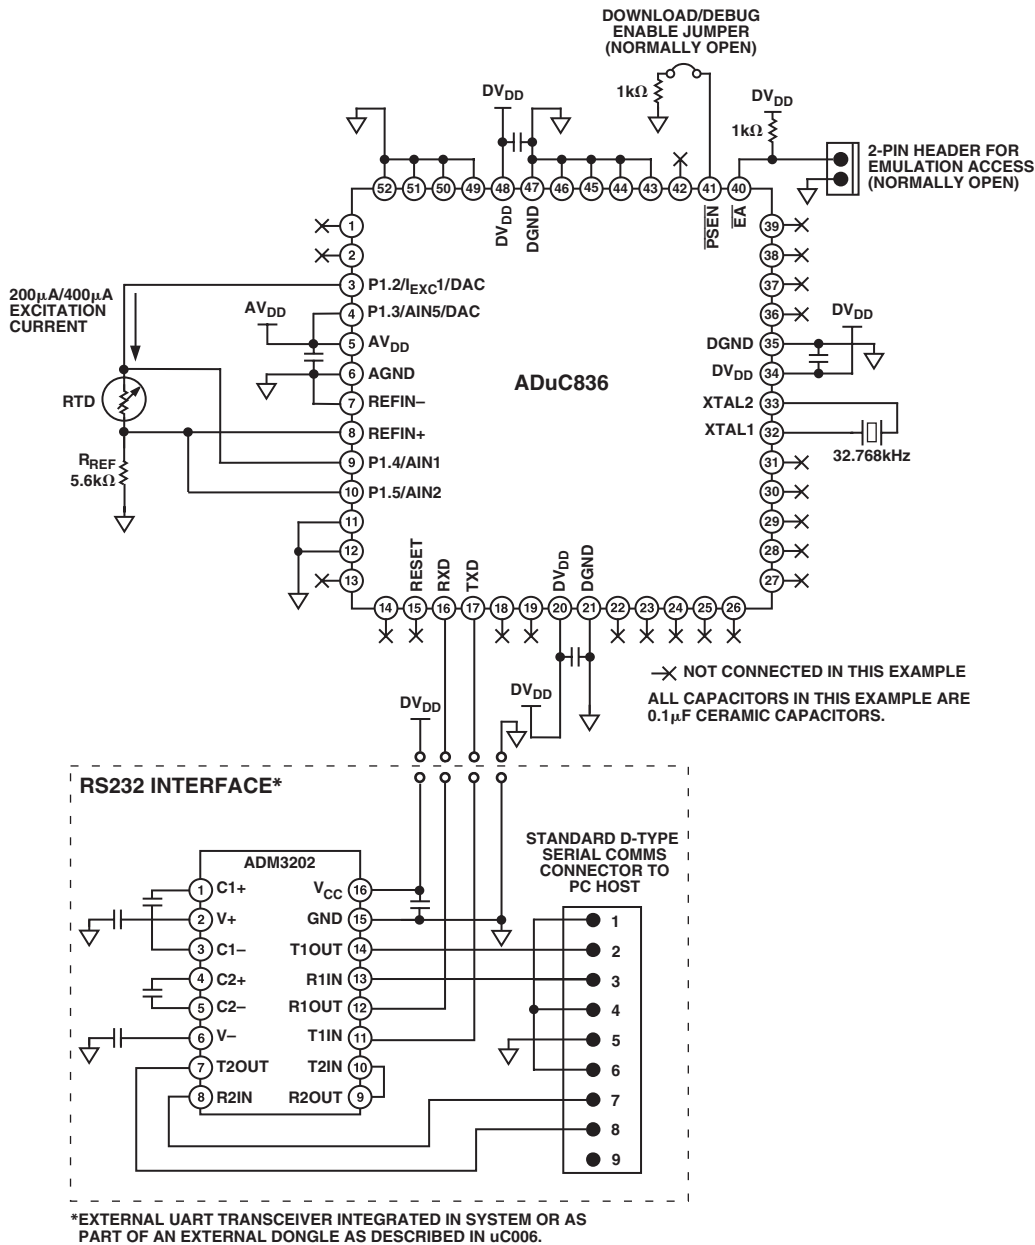 DOWNLOAD/DEBUG
ENABLE JUMPER
(NORMALLY OPEN)
1kΩ
DVDD
DVDD
1kΩ
2-PIN HEADER FOR
EMULATION ACCESS
(NORMALLY OPEN)
52 51 50 49 48 47 46 45 44 43 42 41 40
DVDD
DGND
PSEN
EA
1
2
3 P1.2/IEXC1/DAC
4 P1.3/AIN5/DAC
5 AVDD
6 AGND
7 REFIN–
8 REFIN+
9 P1.4/AIN1
10 P1.5/AIN2
11
12
13
200μA/400μA
EXCITATION
CURRENT
AVDD
RTD
RREF
5.6kΩ
ADuC836
39
38
37
36
DGND 35
DVDD 34
XTAL2 33
XTAL1 32
31
30
29
28
27
DVDD
32.768kHz
RESET
RXD
TXD
DVDD
DGND
14 15 16 17 18 19 20 21 22 23 24 25 26
NOT CONNECTED IN THIS EXAMPLE
ALL CAPACITORS IN THIS EXAMPLE ARE
0.1μF CERAMIC CAPACITORS.
DVDD
DVDD
RS232 INTERFACE*
ADM3202
1 C1+
2 V+
3 C1–
4 C2+
5 C2–
6 V–
7 T2OUT
8 R2IN
VCC 16
GND 15
T1OUT 14
R1IN 13
R1OUT 12
T1IN 11
T2IN 10
R2OUT 9
STANDARD D-TYPE
SERIAL COMMS
CONNECTOR TO
PC HOST
1
2
3
4
5
6
7
8
9
*EXTERNAL UART TRANSCEIVER INTEGRATED IN SYSTEM OR AS
PART OF AN EXTERNAL DONGLE AS DESCRIBED IN uC006.